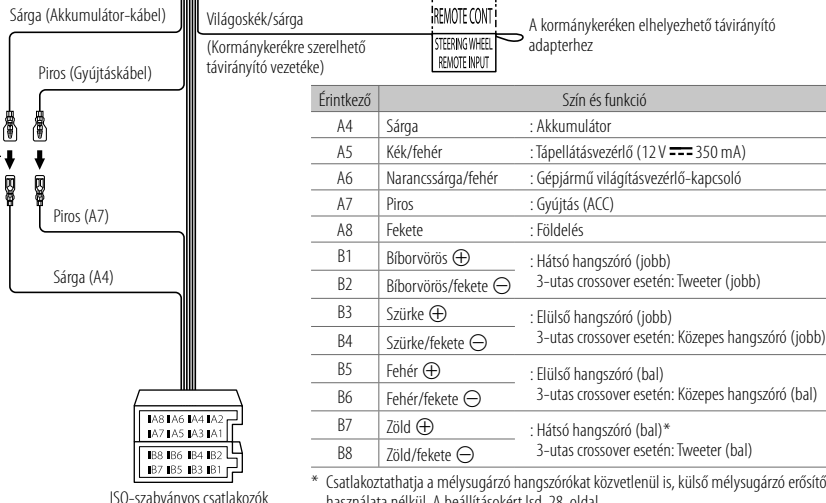 Sárga (Akkumulátor-kábel)
Világoskék/sárga
(Kormánykerékre szerelhető
távirányító vezetéke)
REMOTE CONT
STEERING WHEEL
REMOTE INPUT
A kormánykeréken elhelyezhető távirányító
adapterhez
Piros (Gyújtáskábel)
Piros (A7)
Sárga (A4)
Érintkező Szín és funkció
A4 Sárga : Akkumulátor
A5 Kék/fehér : Tápellátásvezérlő (12 V ⎓ 350 mA)
A6 Narancssárga/fehér : Gépjármű világításvezérlő-kapcsoló
A7 Piros : Gyújtás (ACC)
A8 Fekete : Földelés
B1 Bíborvörös ⊕ : Hátsó hangszóró (jobb)
B2 Bíborvörös/fekete ⊖ 3-utas crossover esetén: Tweeter (jobb)
B3 Szürke ⊕ : Elülső hangszóró (jobb)
B4 Szürke/fekete ⊖ 3-utas crossover esetén: Közepes hangszóró (jobb)
B5 Fehér ⊕ : Elülső hangszóró (bal)
B6 Fehér/fekete ⊖ 3-utas crossover esetén: Közepes hangszóró (bal)
B7 Zöld ⊕ : Hátsó hangszóró (bal)*
B8 Zöld/fekete ⊖ 3-utas crossover esetén: Tweeter (bal)
A8 A6 A4 A2
A7 A5 A3 A1
B8 B6 B4 B2
B7 B5 B3 B1
ISO-szabványos csatlakozók
* Csatlakoztathatja a mélysugárzó hangszórókat közvetlenül is, külső mélysugárzó erősítő
használata nélkül. A beállításokért lsd. 28. oldal